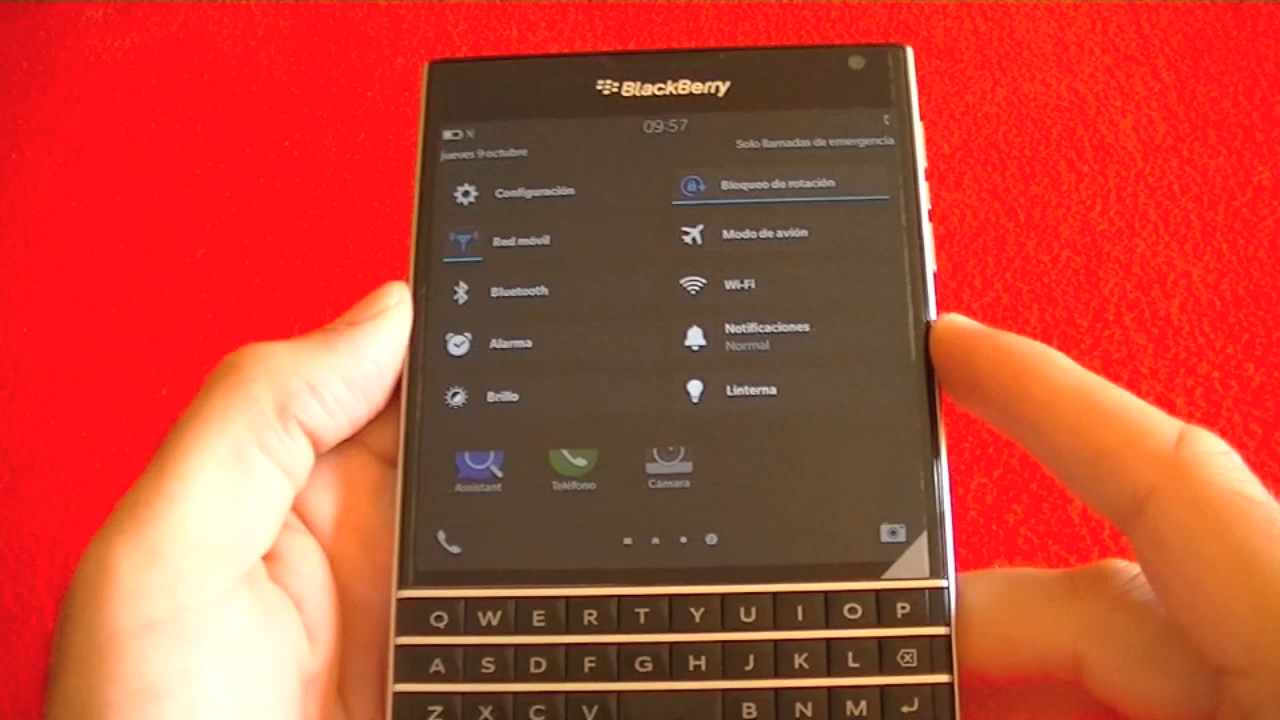 BlackBerry
N
09:57
jueves 9 octubre
Solo llamadas de emergencia
Configuración
Bloqueo de rotación
Red móvil
Modo de avión
Bluetooth
Wi-Fi
Alarma
Notificaciones
Normal
Brillo
Linterna
Assistant
Teléfono
Cámara
Q W E R T Y U I O P
A S D F G H J K L
Z X C V B N M